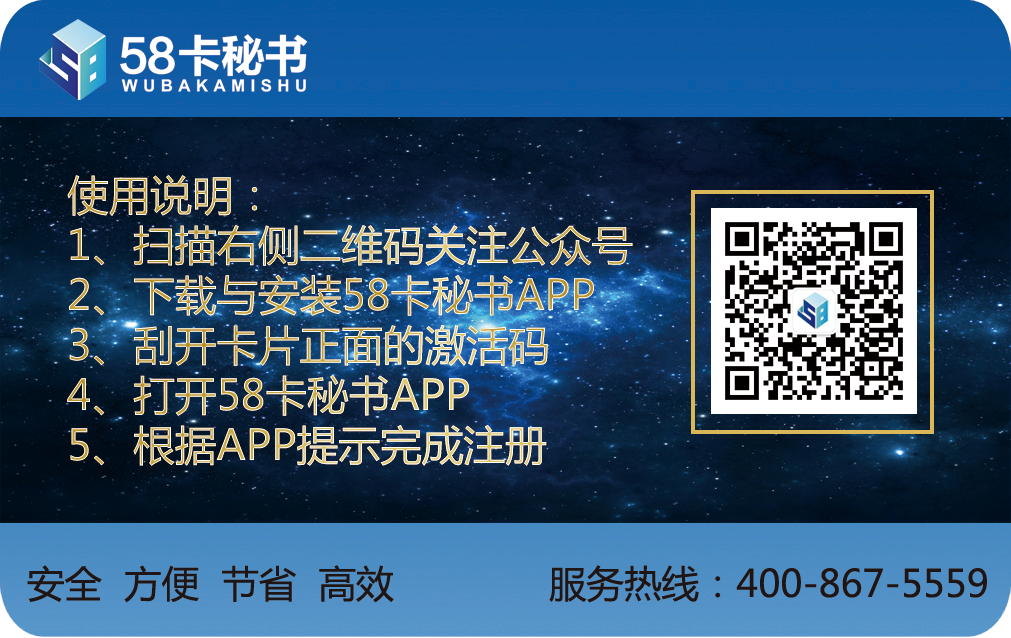 58卡秘书
WUBAKAMISHU
使用说明：
1、扫描右侧二维码关注公众号
2、下载与安装58卡秘书APP
3、刮开卡片正面的激活码
4、打开58卡秘书APP
5、根据APP提示完成注册
安全 方便 节省 高效
服务热线：400-867-5559